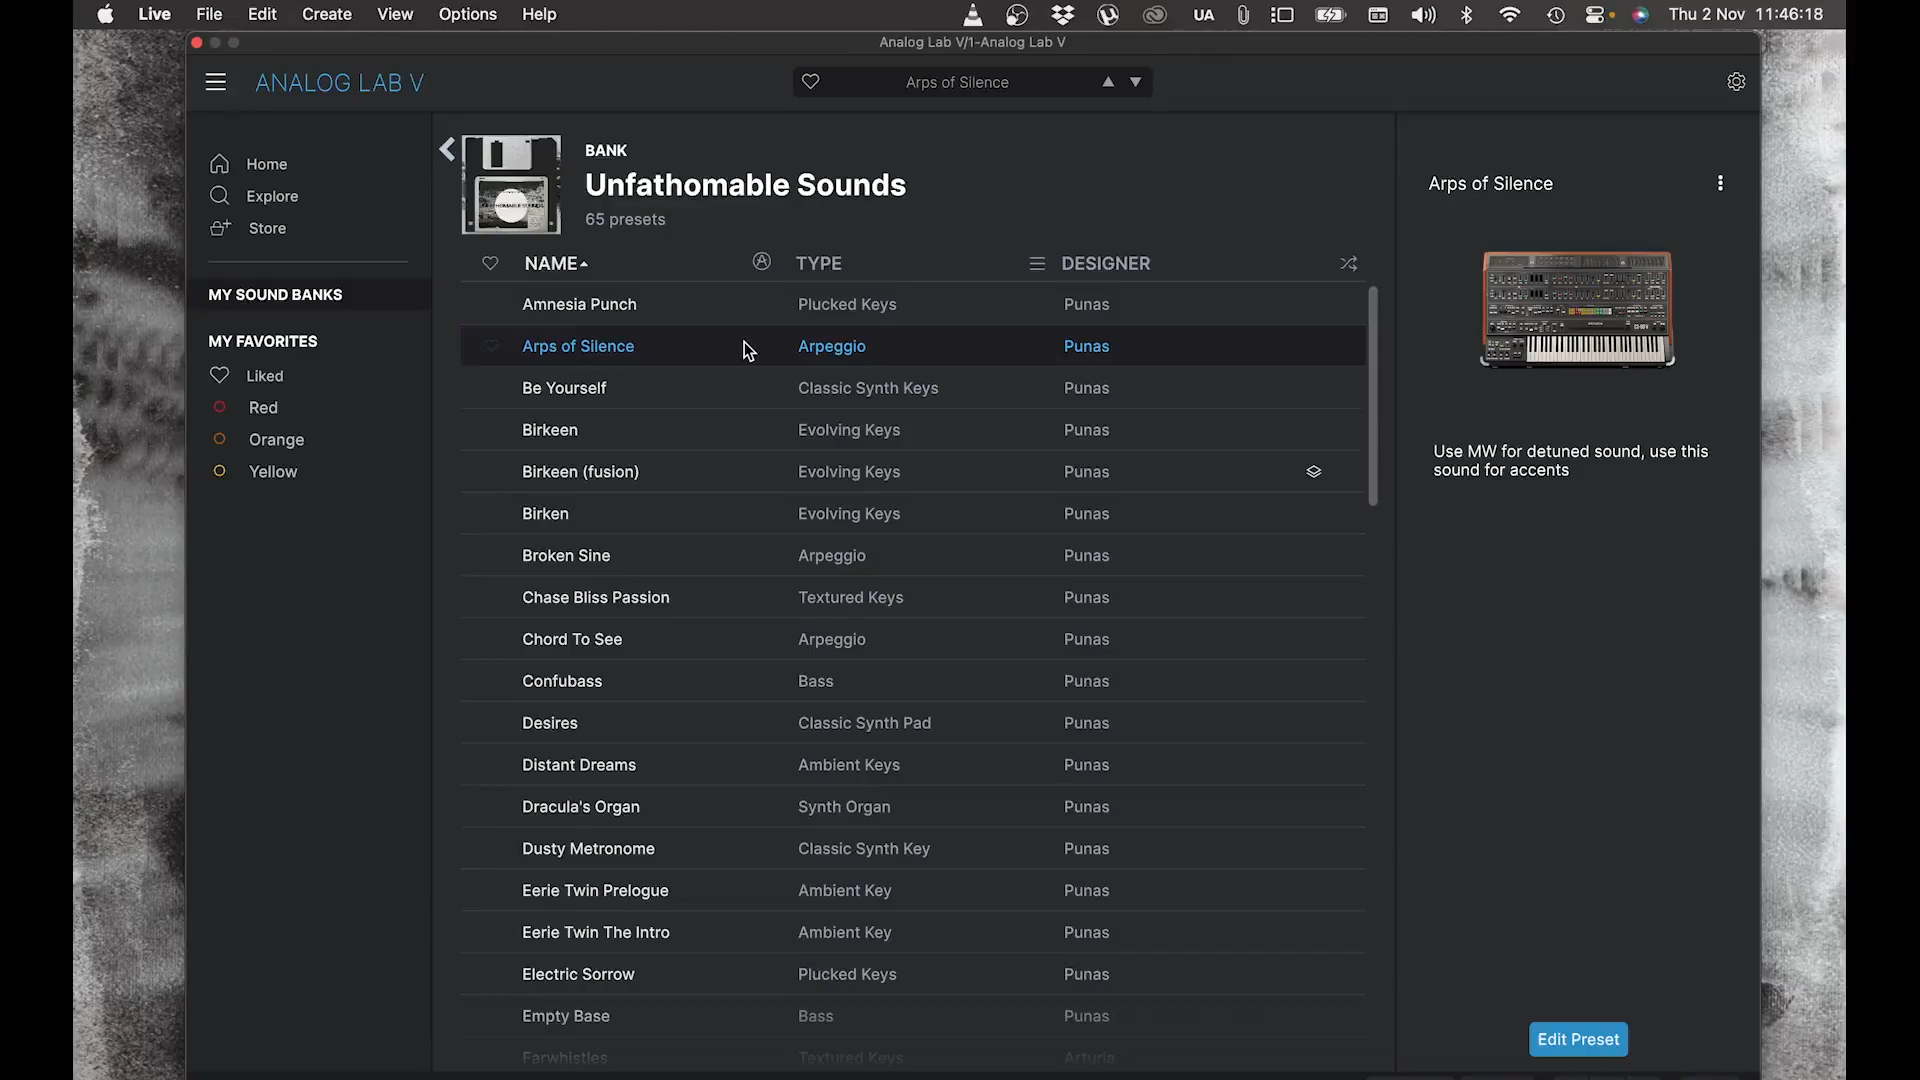 Live File Edit Create View Options Help UA Thu 2 Nov 11:46:18
Analog Lab V/1-Analog Lab V
ANALOG LAB V
Arps of Silence
Home
Explore
Store
MY SOUND BANKS
MY FAVORITES
Liked
Red
Orange
Yellow
BANK
Unfathomable Sounds
65 presets
NAME TYPE DESIGNER
Amnesia Punch Plucked Keys Punas
Arps of Silence Arpeggio Punas
Be Yourself Classic Synth Keys Punas
Birkeen Evolving Keys Punas
Birkeen (fusion) Evolving Keys Punas
Birken Evolving Keys Punas
Broken Sine Arpeggio Punas
Chase Bliss Passion Textured Keys Punas
Chord To See Arpeggio Punas
Confubass Bass Punas
Desires Classic Synth Pad Punas
Distant Dreams Ambient Keys Punas
Dracula's Organ Synth Organ Punas
Dusty Metronome Classic Synth Key Punas
Eerie Twin Prelogue Ambient Key Punas
Eerie Twin The Intro Ambient Key Punas
Electric Sorrow Plucked Keys Punas
Empty Base Bass Punas
Farwhistles Textured Keys Arturia
Arps of Silence
Use MW for detuned sound, use this
sound for accents
Edit Preset